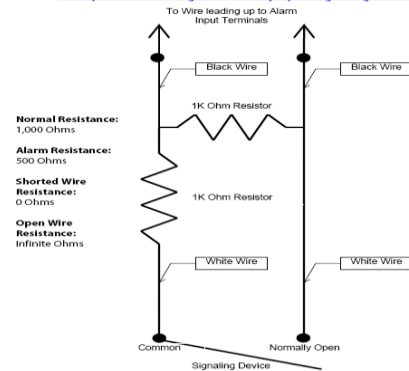 To Wire leading up to Alarm
Input Terminals
Black Wire
Black Wire
1K Ohm Resistor
Normal Resistance:
1,000 Ohms
Alarm Resistance:
500 Ohms
Shorted Wire
Resistance:
0 Ohms
Open Wire
Resistance:
Infinite Ohms
1K Ohm Resistor
White Wire
White Wire
Common
Normally Open
Signaling Device